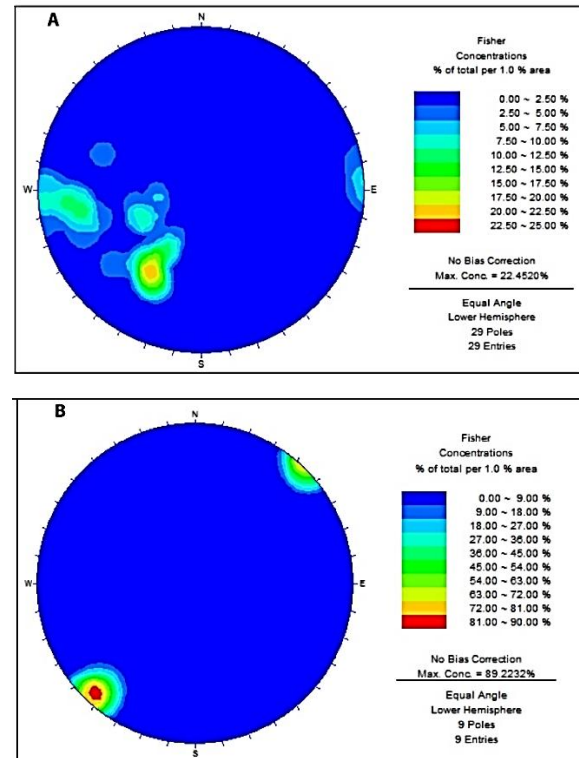 A
N
W
E
S
Fisher
Concentrations
% of total per 1.0 % area
0.00 ~ 2.50 %
2.50 ~ 5.00 %
5.00 ~ 7.50 %
7.50 ~ 10.00 %
10.00 ~ 12.50 %
12.50 ~ 15.00 %
15.00 ~ 17.50 %
17.50 ~ 20.00 %
20.00 ~ 22.50 %
22.50 ~ 25.00 %
No Bias Correction
Max. Conc. = 22.4520%
Equal Angle
Lower Hemisphere
29 Poles
29 Entries
B
N
W
E
S
Fisher
Concentrations
% of total per 1.0 % area
0.00 ~ 9.00 %
9.00 ~ 18.00 %
18.00 ~ 27.00 %
27.00 ~ 36.00 %
36.00 ~ 45.00 %
45.00 ~ 54.00 %
54.00 ~ 63.00 %
63.00 ~ 72.00 %
72.00 ~ 81.00 %
81.00 ~ 90.00 %
No Bias Correction
Max. Conc. = 89.2232%
Equal Angle
Lower Hemisphere
9 Poles
9 Entries